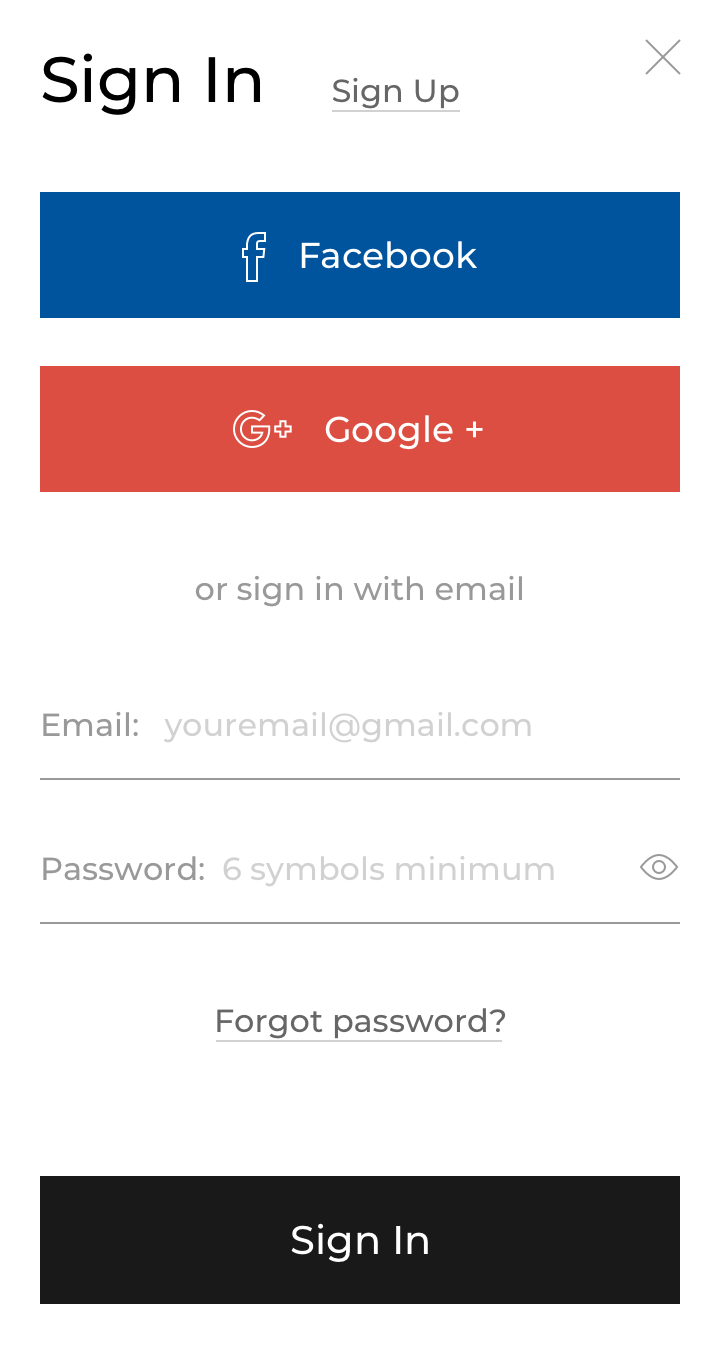 Sign In
Sign Up
Facebook
Google +
or sign in with email
Email: youremail@gmail.com
Password: 6 symbols minimum
Forgot password?
Sign In